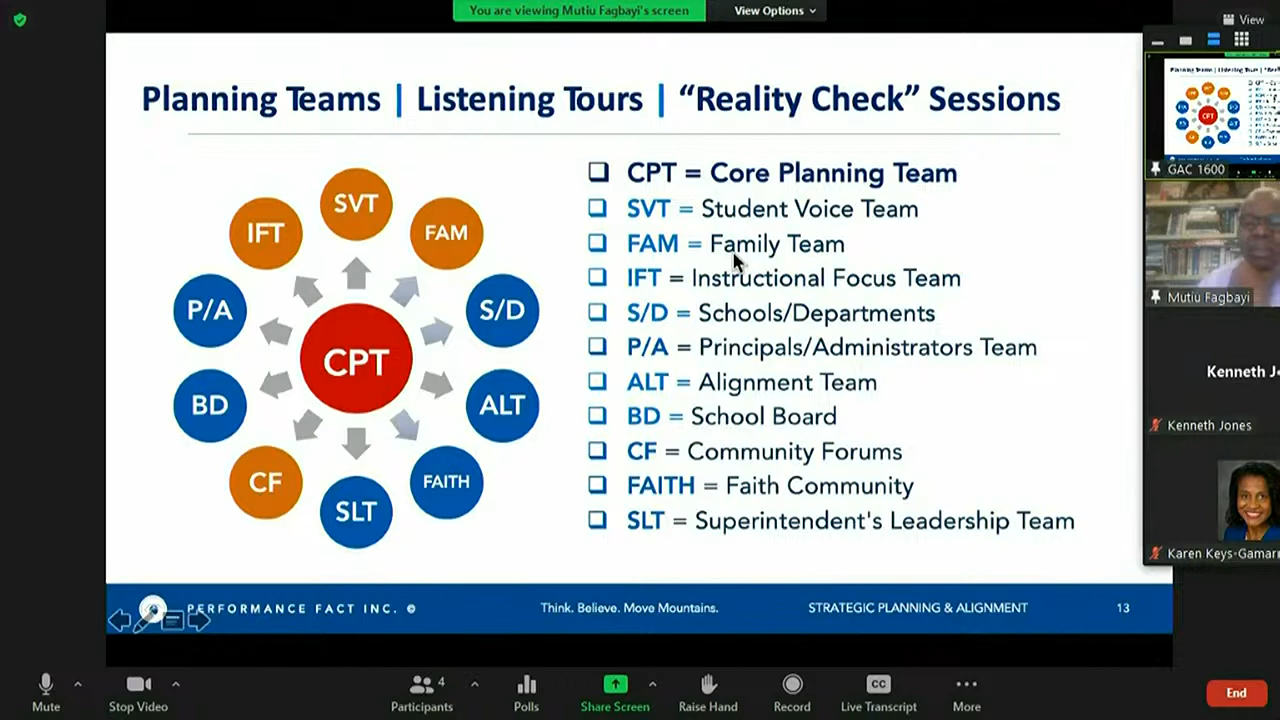 You are viewing Mutiu Fagbayi's screen
View Options
View
Planning Teams | Listening Tours | “Reality Check” Sessions
CPT
SVT
FAM
S/D
ALT
FAITH
SLT
CF
BD
P/A
IFT
CPT = Core Planning Team
SVT = Student Voice Team
FAM = Family Team
IFT = Instructional Focus Team
S/D = Schools/Departments
P/A = Principals/Administrators Team
ALT = Alignment Team
BD = School Board
CF = Community Forums
FAITH = Faith Community
SLT = Superintendent's Leadership Team
PERFORMANCE FACT INC. ©
Think. Believe. Move Mountains.
STRATEGIC PLANNING & ALIGNMENT
13
CPT
GAC 1600
Mutiu Fagbayi
Kenneth J
Kenneth Jones
Karen Keys-Gamarr
Mute
Stop Video
4
Participants
Polls
Share Screen
Raise Hand
Record
CC
Live Transcript
More
End